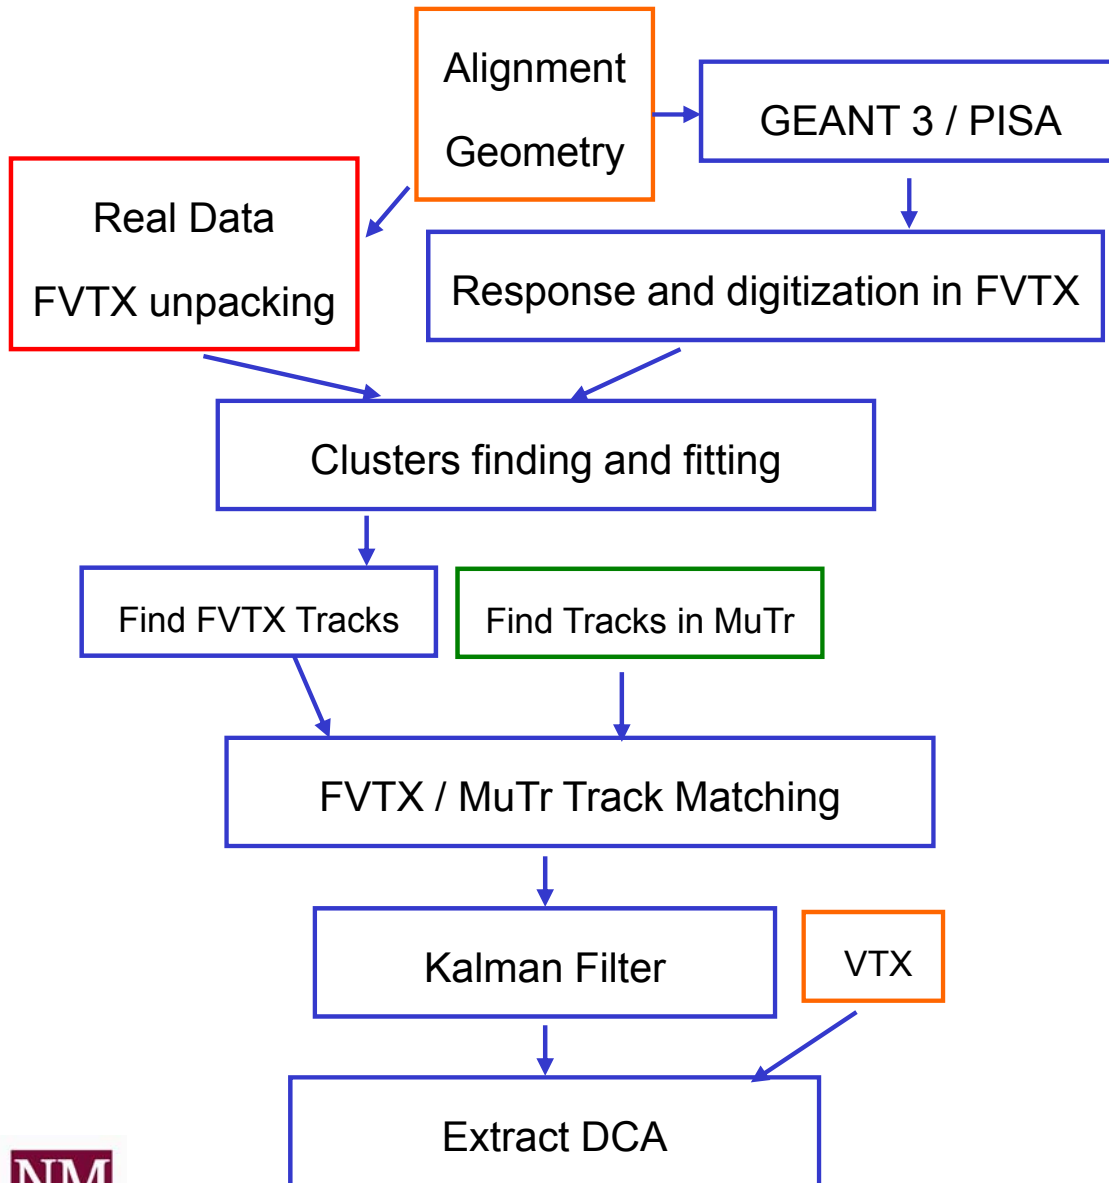 Alignment
Geometry
GEANT 3 / PISA
Real Data
FVTX unpacking
Response and digitization in FVTX
Clusters finding and fitting
Find FVTX Tracks
Find Tracks in MuTr
FVTX / MuTr Track Matching
Kalman Filter
VTX
Extract DCA
NM